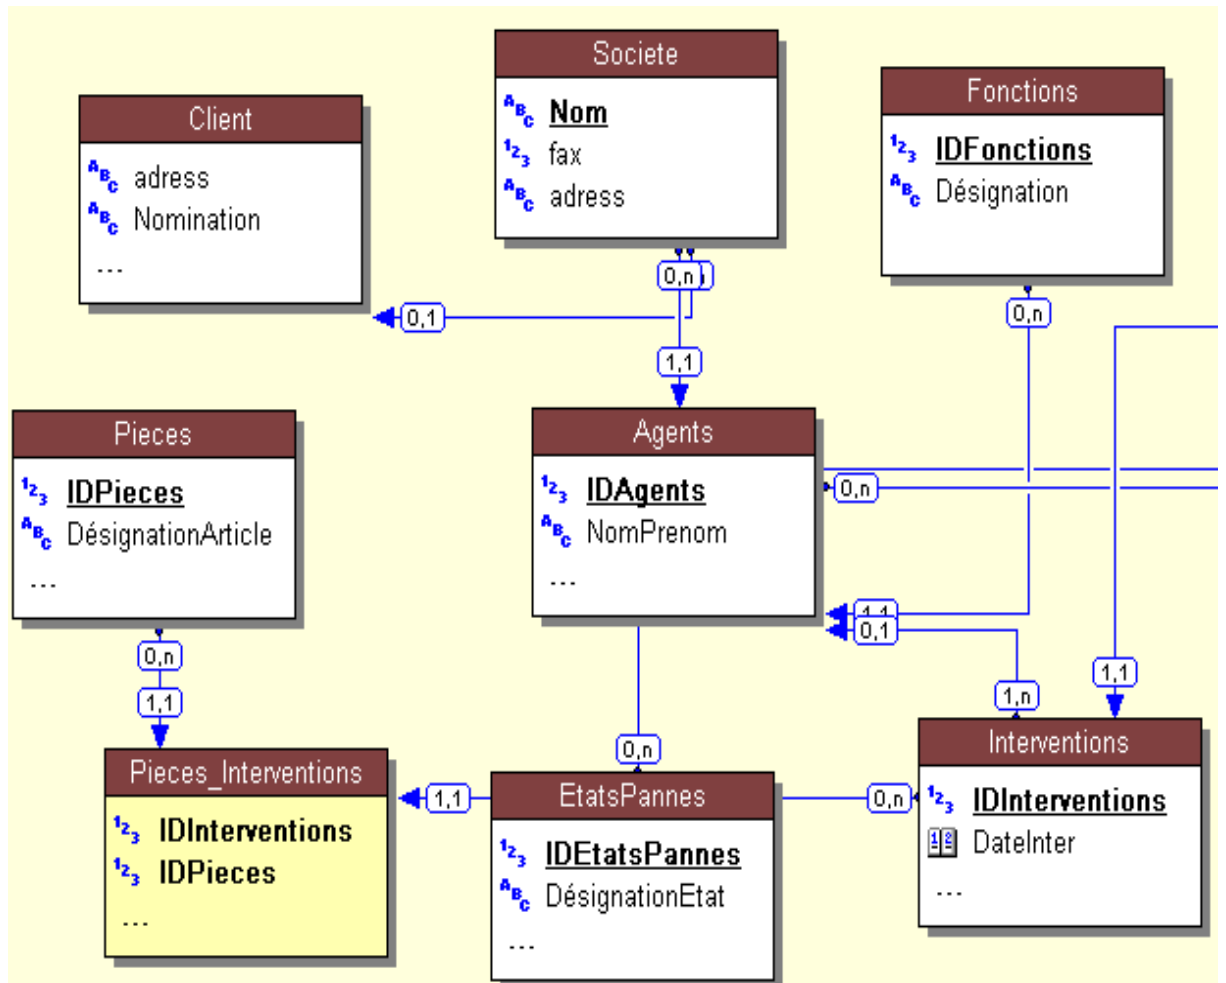 Societe
Nom
fax
adress
Fonctions
IDFonctions
Désignation
Client
adress
Nomination
...
0,n
0,1
1,1
0,n
Pieces
IDPieces
DésignationArticle
...
Agents
IDAgents
NomPrenom
...
0,n
1,1
0,1
0,n
1,1
1,n
1,1
0,n
Pieces_Interventions
IDInterventions
IDPieces
...
1,1
EtatsPannes
IDEtatsPannes
DésignationEtat
...
0,n
Interventions
IDInterventions
DateInter
...